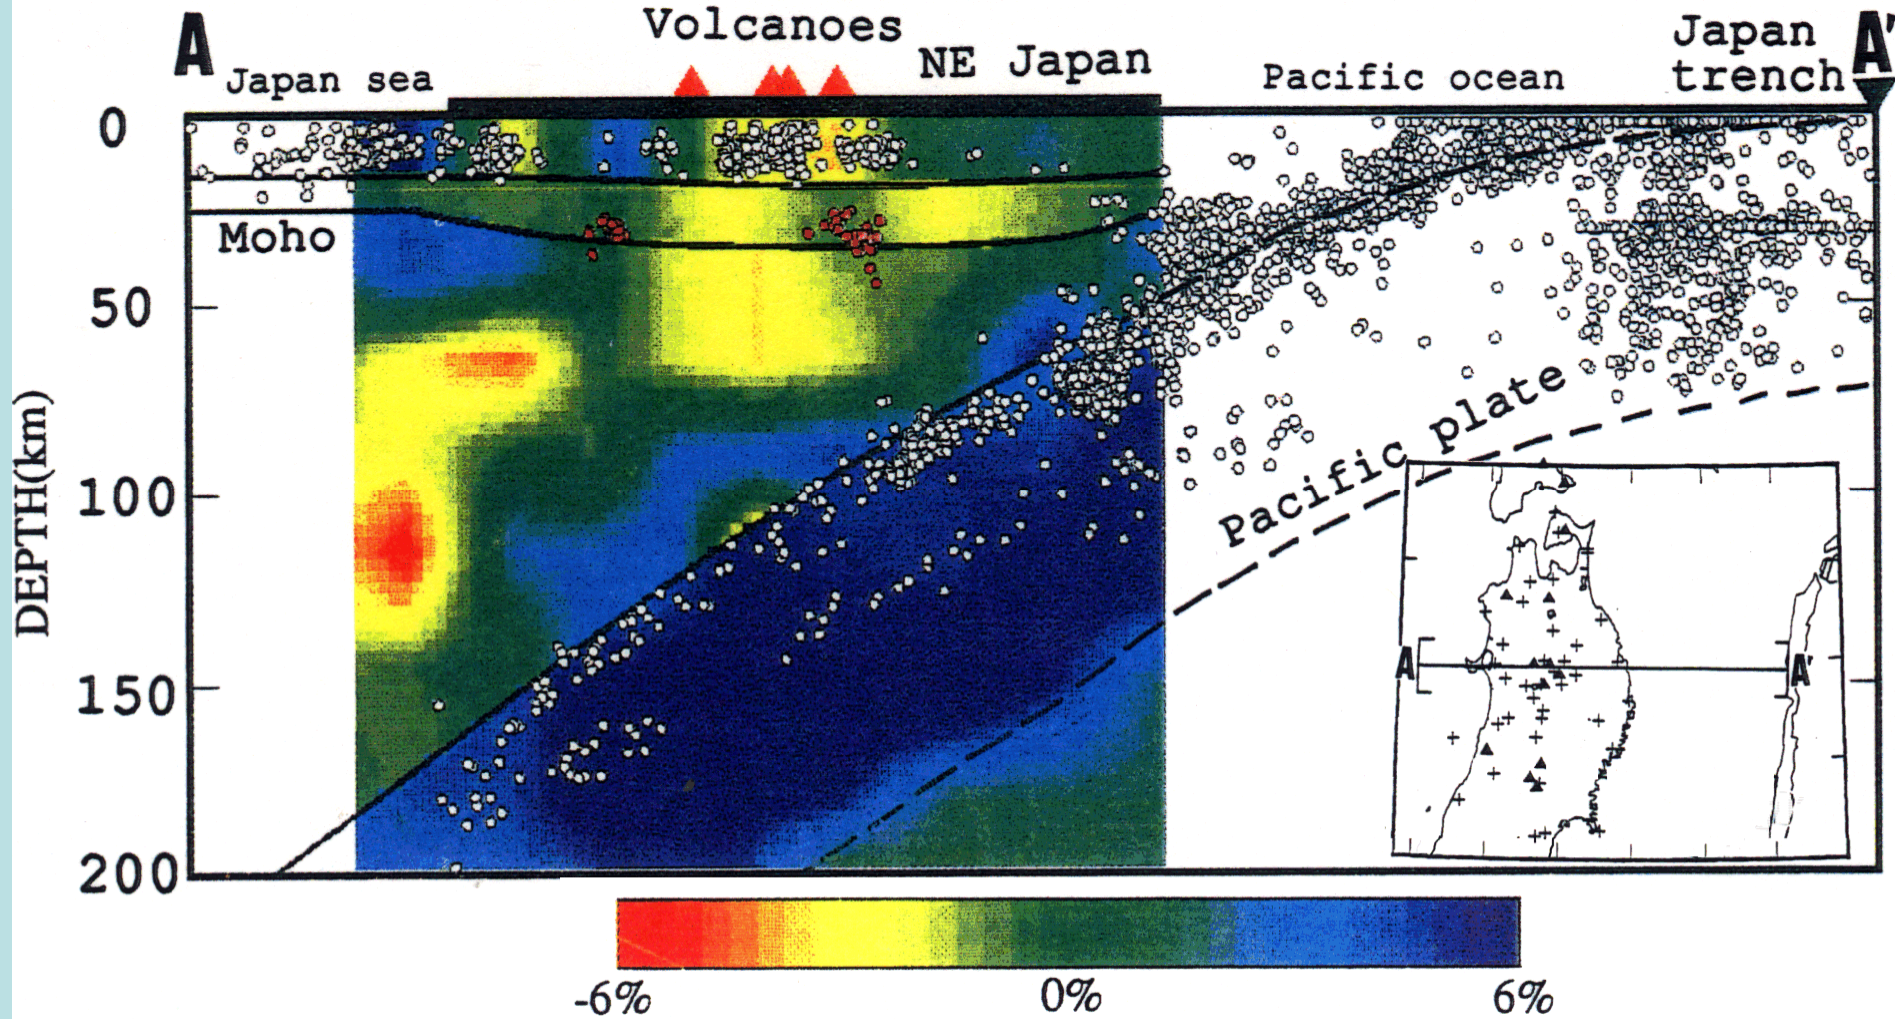 A
Volcanoes
Japan sea
NE Japan
Pacific ocean
Japan
trench
A'
0
Moho
50
100
150
200
DEPTH(km)
Pacific plate
A
A'
-6%
0%
6%